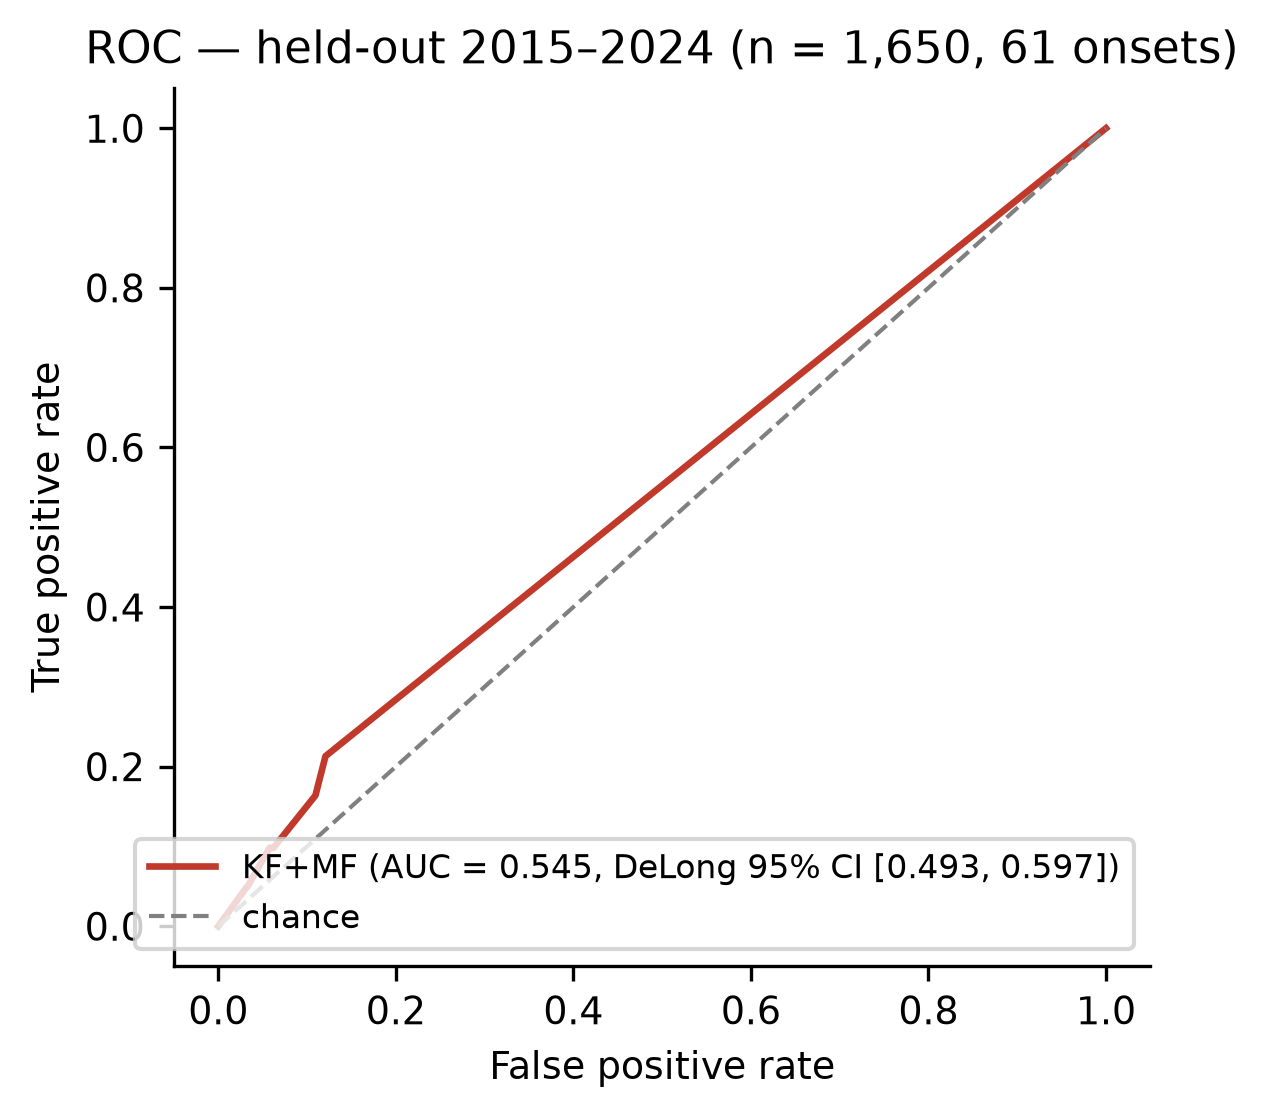 ROC — held-out 2015–2024 (n = 1,650, 61 onsets)
True positive rate
1.0
0.8
0.6
0.4
0.2
0.0
KF+MF (AUC = 0.545, DeLong 95% CI [0.493, 0.597])
chance
0.0 0.2 0.4 0.6 0.8 1.0
False positive rate